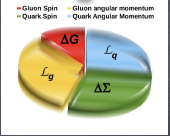 Gluon Spin Gluon angular momentum
Quark Spin Quark Angular Momentum
ΔG
ℒq
ℒg
ΔΣ